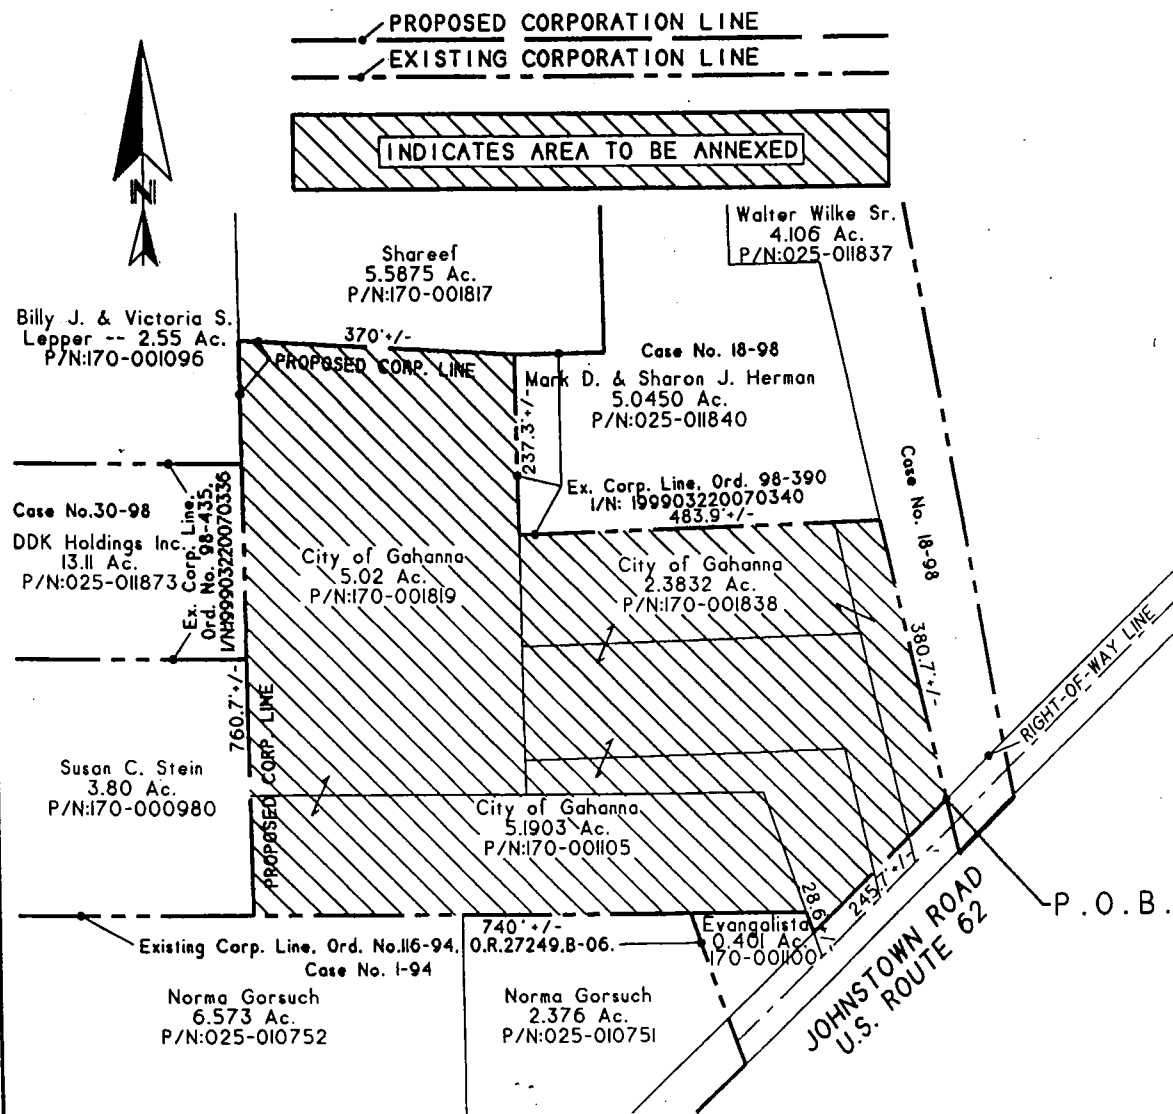 PROPOSED CORPORATION LINE
EXISTING CORPORATION LINE
INDICATES AREA TO BE ANNEXED
N
Walter Wilke Sr.
4.106 Ac.
P/N:025-011837
Shareef
5.5875 Ac.
P/N:170-001817
Billy J. & Victoria S.
Lepper -- 2.55 Ac.
P/N:170-001096
370'+/-
PROPOSED CORP. LINE
Case No. 18-98
Mark D. & Sharon J. Herman
5.0450 Ac.
P/N:025-011840
237.3'+/-
Case No. 18-98
Ex. Corp. Line, Ord. 98-390
I/N: 199903220070340
483.9'+/-
Case No.30-98
DDK Holdings Inc.
13.11 Ac.
P/N:025-011873
Ex. Corp. Line,
Ord. No. 98-435,
I/N:199903220070336
City of Gahanna
5.02 Ac.
P/N:170-001819
City of Gahanna
2.3832 Ac.
P/N:170-001838
380.7'+/-
RIGHT-OF-WAY LINE
760.7'+/-
PROPOSED CORP. LINE
Susan C. Stein
3.80 Ac.
P/N:170-000980
City of Gahanna
5.1903 Ac.
P/N:170-001105
245.7'+/-
28.6'+/-
P.O.B.
740'+/-
Evangalista
0.401 Ac.
170-001100
Existing Corp. Line, Ord. No.116-94, O.R.27249,B-06.
Case No. 1-94
Norma Gorsuch
6.573 Ac.
P/N:025-010752
Norma Gorsuch
2.376 Ac.
P/N:025-010751
JOHNSTOWN ROAD
U.S. ROUTE 62